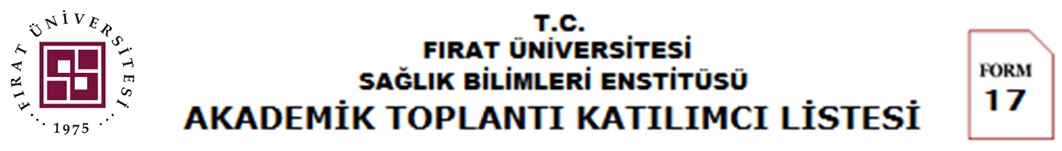 FIRAT ÜNİVERSİTESİ
1975
T.C.
FIRAT ÜNİVERSİTESİ
SAĞLIK BİLİMLERİ ENSTİTÜSÜ
AKADEMİK TOPLANTI KATILIMCI LİSTESİ
FORM
17